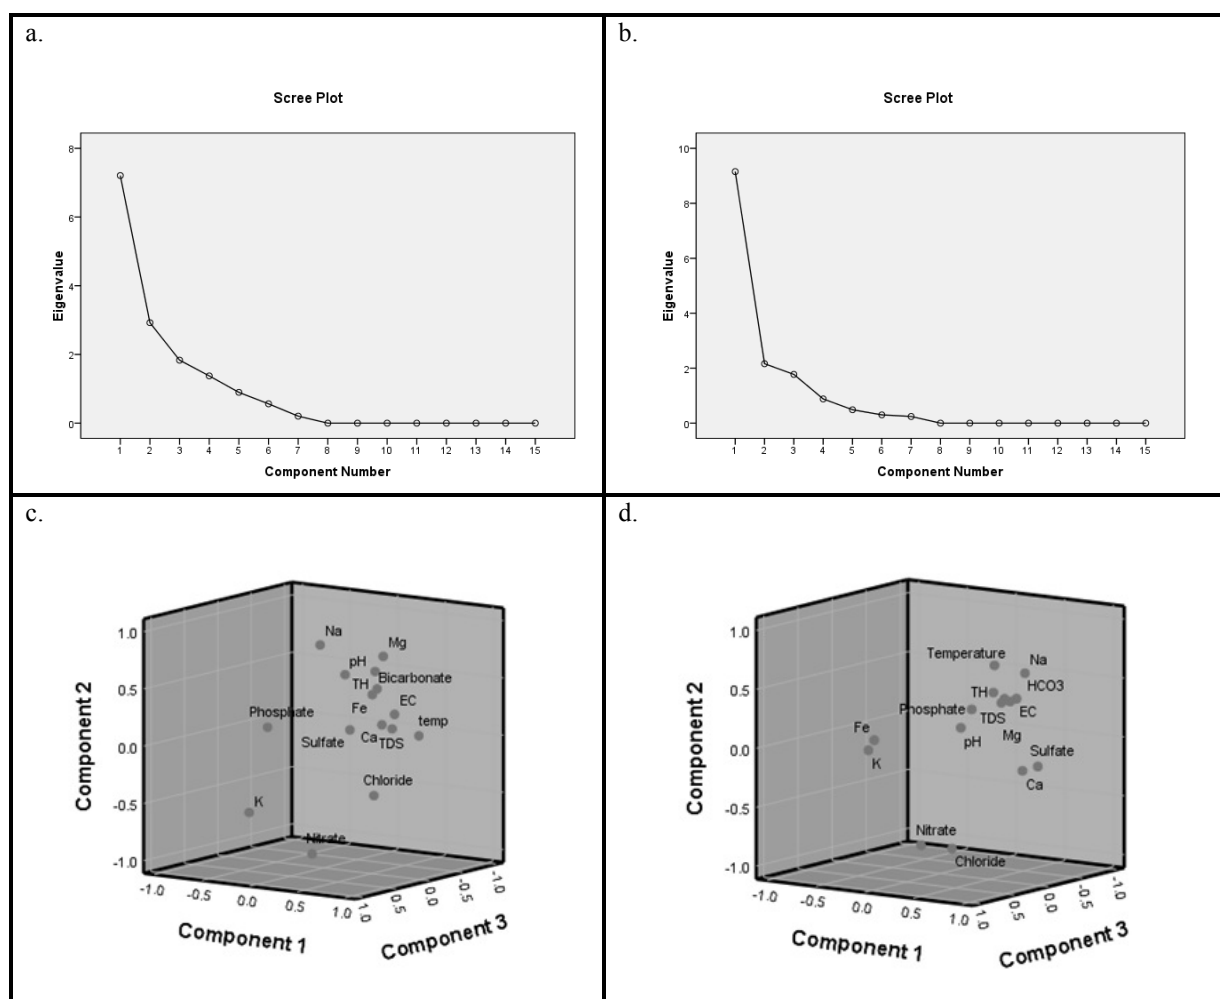 a.
Scree Plot
8
6
4
2
0
Eigenvalue
1 2 3 4 5 6 7 8 9 10 11 12 13 14 15
Component Number
b.
Scree Plot
10
8
6
4
2
0
Eigenvalue
1 2 3 4 5 6 7 8 9 10 11 12 13 14 15
Component Number
c.
Component 2
1.0
0.5
0.0
-0.5
-1.0
Na
Mg
pH
TH
Bicarbonate
Fe
EC
Phosphate
temp
Sulfate
Ca
TDS
Chloride
K
Nitrate
-1.0 -0.5 0.0 0.5 1.0
Component 1
1.0 0.5 0.0 -0.5 -1.0
Component 3
d.
Component 2
1.0
0.5
0.0
-0.5
-1.0
Temperature
Na
TH
HCO3
Phosphate
TDS
EC
Fe
pH
Mg
K
Sulfate
Ca
Nitrate
Chloride
-1.0 -0.5 0.0 0.5 1.0
Component 1
1.0 0.5 0.0 -0.5 -1.0
Component 3